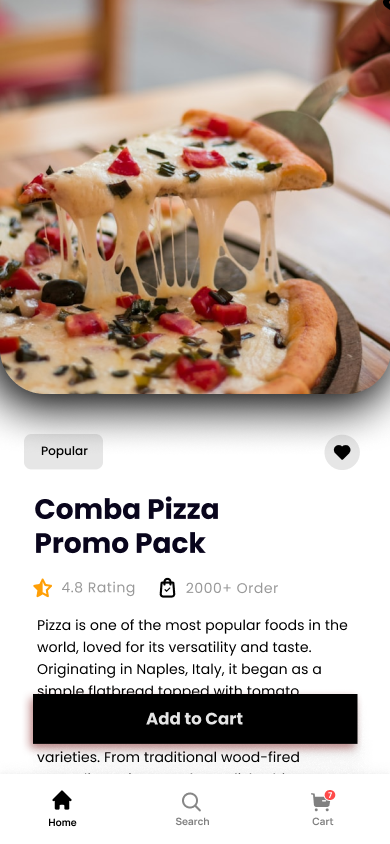 Popular
Comba Pizza
Promo Pack
4.8 Rating 2000+ Order
Pizza is one of the most popular foods in the
world, loved for its versatility and taste.
Originating in Naples, Italy, it began as a
simple flatbread topped with tomato
Add to Cart
varieties. From traditional wood-fired
7
Home Search Cart